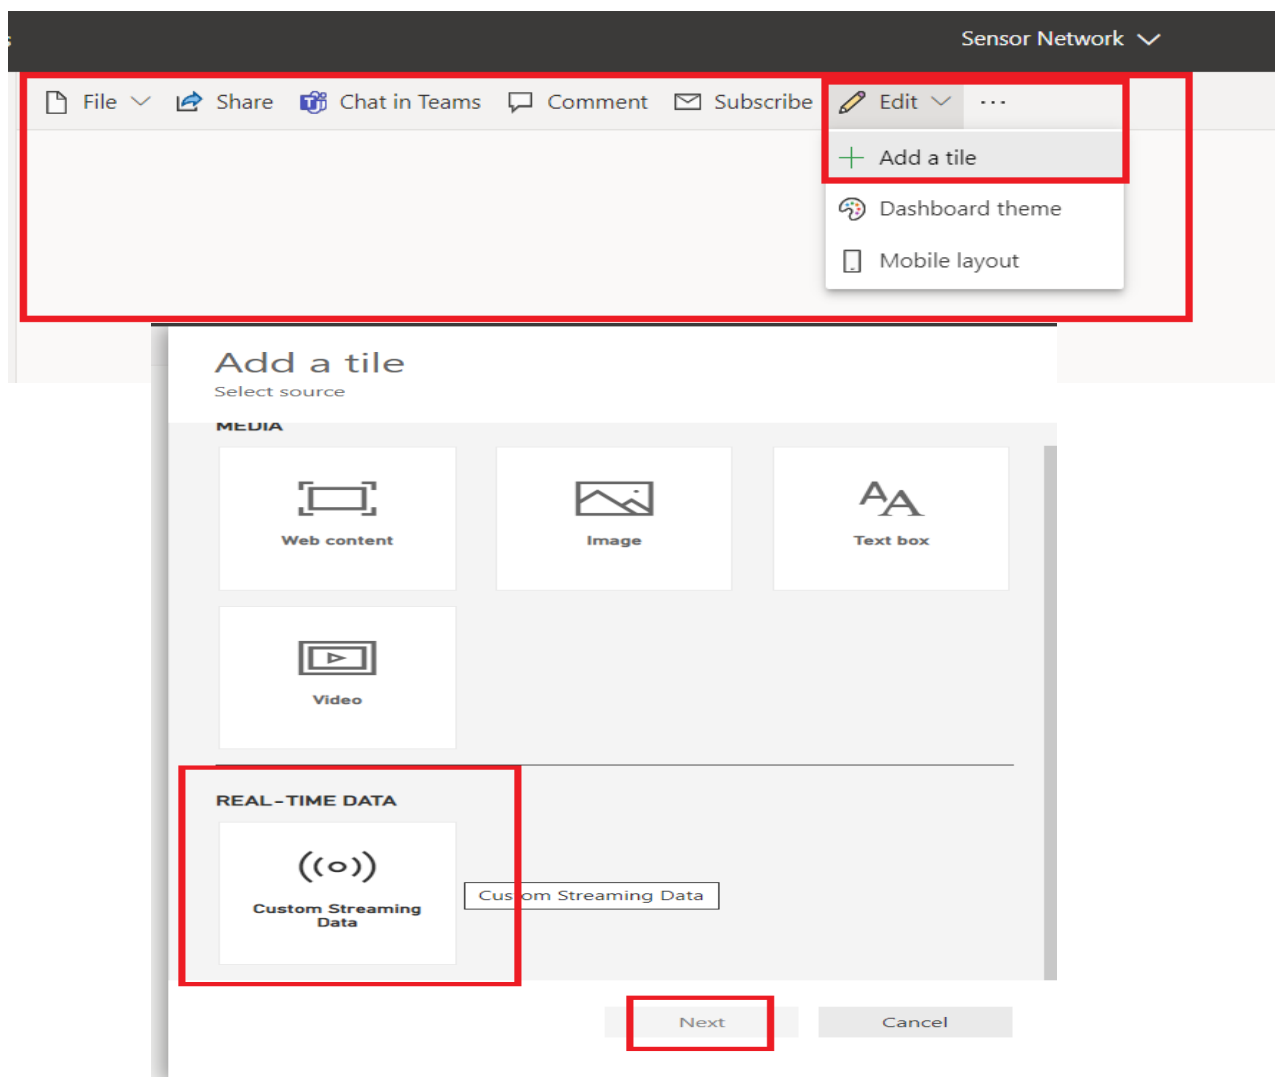 s
Sensor Network
File Share Chat in Teams Comment Subscribe Edit ...
Add a tile
Dashboard theme
Mobile layout
Add a tile
Select source
MEDIA
Web content Image Text box
Video
REAL-TIME DATA
Custom Streaming
Data
Custom Streaming Data
Next Cancel